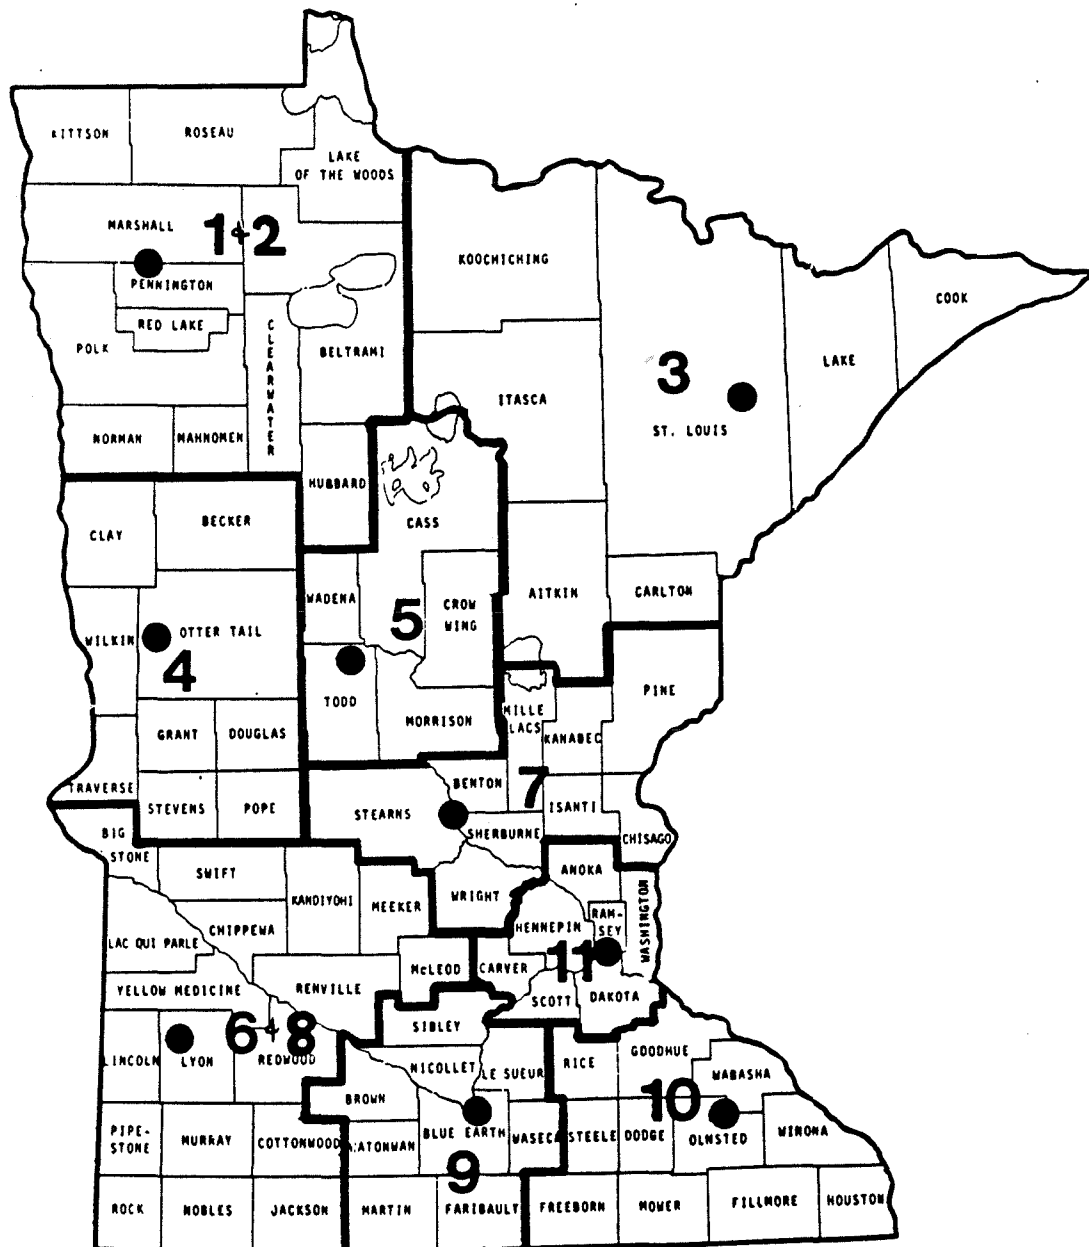 KITTSON
ROSEAU
LAKE
OF THE WOODS
MARSHALL
1+2
KOOCHICHING
PENNINGTON
COOK
RED LAKE
POLK
CLEARWATER
BELTRAMI
3
LAKE
ITASCA
ST. LOUIS
NORMAN
MAHNOMEN
HUBBARD
CASS
CLAY
BECKER
WADENA
5
CROW
WING
AITKIN
CARLTON
WILKIN
OTTER TAIL
4
TODD
MORRISON
PINE
MILLE
LACS
KANABEC
GRANT
DOUGLAS
TRAVERSE
STEVENS
POPE
BENTON
7
STEARNS
ISANTI
SHERBURNE
CHISAGO
BIG
STONE
SWIFT
ANOKA
KANDIYOHI
MEEKER
WRIGHT
WASHINGTON
HENNEPIN
RAM-
SEY
CHIPPEWA
LAC QUI PARLE
McLEOD
CARVER
11
YELLOW MEDICINE
RENVILLE
SCOTT
DAKOTA
6+8
SIBLEY
LINCOLN
LYON
REDWOOD
NICOLLET
LE SUEUR
RICE
GOODHUE
WABASHA
BROWN
10
PIPE-
STONE
MURRAY
COTTONWOOD
WATONWAN
BLUE EARTH
WASECA
STEELE
DODGE
OLMSTED
WINONA
9
ROCK
NOBLES
JACKSON
MARTIN
FARIBAULT
FREEBORN
MOWER
FILLMORE
HOUSTON